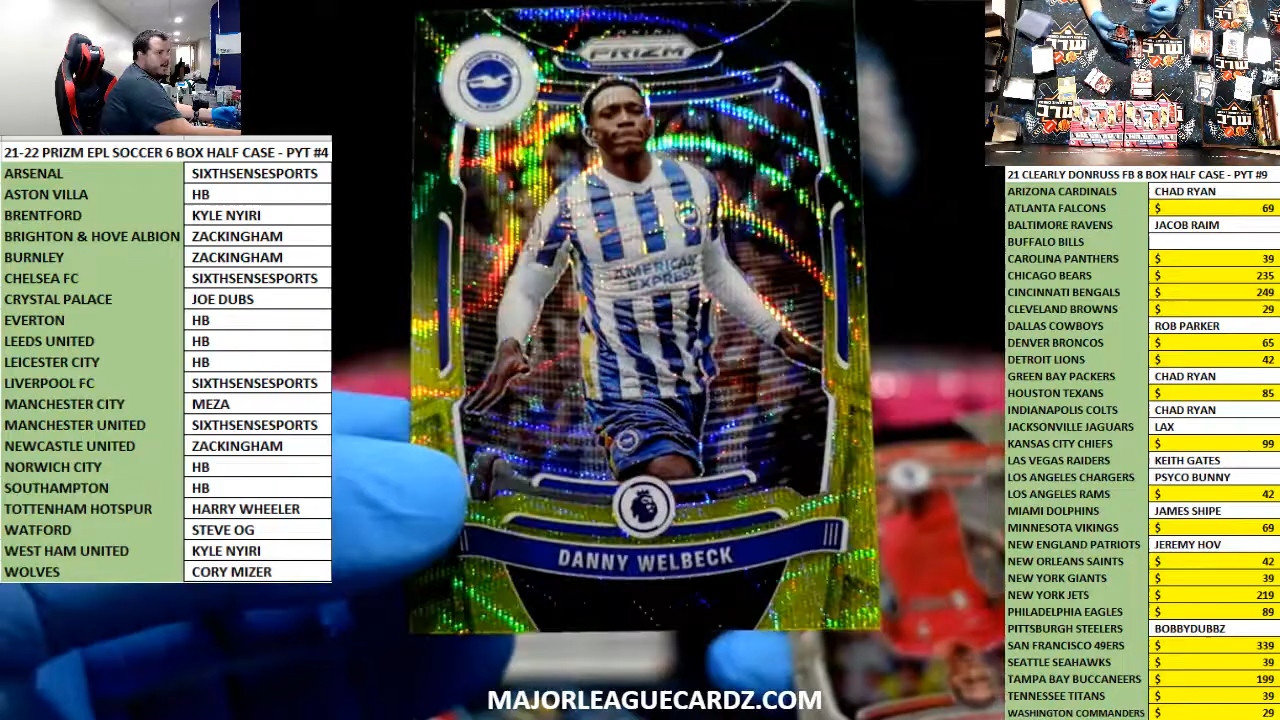 21-22 PRIZM EPL SOCCER 6 BOX HALF CASE - PYT #4
ARSENAL SIXTHSENSESPORTS
ASTON VILLA HB
BRENTFORD KYLE NYIRI
BRIGHTON & HOVE ALBION ZACKINGHAM
BURNLEY ZACKINGHAM
CHELSEA FC SIXTHSENSESPORTS
CRYSTAL PALACE JOE DUBS
EVERTON HB
LEEDS UNITED HB
LEICESTER CITY HB
LIVERPOOL FC SIXTHSENSESPORTS
MANCHESTER CITY MEZA
MANCHESTER UNITED SIXTHSENSESPORTS
NEWCASTLE UNITED ZACKINGHAM
NORWICH CITY HB
SOUTHAMPTON HB
TOTTENHAM HOTSPUR HARRY WHEELER
WATFORD STEVE OG
WEST HAM UNITED KYLE NYIRI
WOLVES CORY MIZER
PANINI
PRIZM
AMERICAN
EXPRESS
DANNY WELBECK
MAJORLEAGUECARDZ.COM
MLC
21 CLEARLY DONRUSS FB 8 BOX HALF CASE - PYT #9
ARIZONA CARDINALS CHAD RYAN
ATLANTA FALCONS $ 69
BALTIMORE RAVENS JACOB RAIM
BUFFALO BILLS
CAROLINA PANTHERS $ 39
CHICAGO BEARS $ 235
CINCINNATI BENGALS $ 249
CLEVELAND BROWNS $ 29
DALLAS COWBOYS ROB PARKER
DENVER BRONCOS $ 65
DETROIT LIONS $ 42
GREEN BAY PACKERS CHAD RYAN
HOUSTON TEXANS $ 85
INDIANAPOLIS COLTS CHAD RYAN
JACKSONVILLE JAGUARS LAX
KANSAS CITY CHIEFS $ 99
LAS VEGAS RAIDERS KEITH GATES
LOS ANGELES CHARGERS PSYCO BUNNY
LOS ANGELES RAMS $ 42
MIAMI DOLPHINS JAMES SHIPE
MINNESOTA VIKINGS $ 69
NEW ENGLAND PATRIOTS JEREMY HOV
NEW ORLEANS SAINTS $ 42
NEW YORK GIANTS $ 39
NEW YORK JETS $ 219
PHILADELPHIA EAGLES $ 89
PITTSBURGH STEELERS BOBBYDUBBZ
SAN FRANCISCO 49ERS $ 339
SEATTLE SEAHAWKS $ 39
TAMPA BAY BUCCANEERS $ 199
TENNESSEE TITANS $ 39
WASHINGTON COMMANDERS $ 29